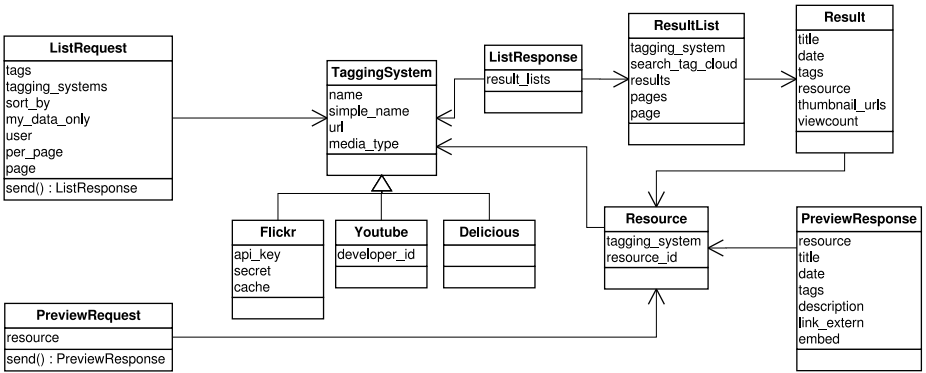 ListRequest
tags
tagging_systems
sort_by
my_data_only
user
per_page
page
send() : ListResponse
TaggingSystem
name
simple_name
url
media_type
ListResponse
result_lists
ResultList
tagging_system
search_tag_cloud
results
pages
page
Result
title
date
tags
resource
thumbnail_urls
viewcount
Flickr
api_key
secret
cache
Youtube
developer_id
Delicious
Resource
tagging_system
resource_id
PreviewResponse
resource
title
date
tags
description
link_extern
embed
PreviewRequest
resource
send() : PreviewResponse